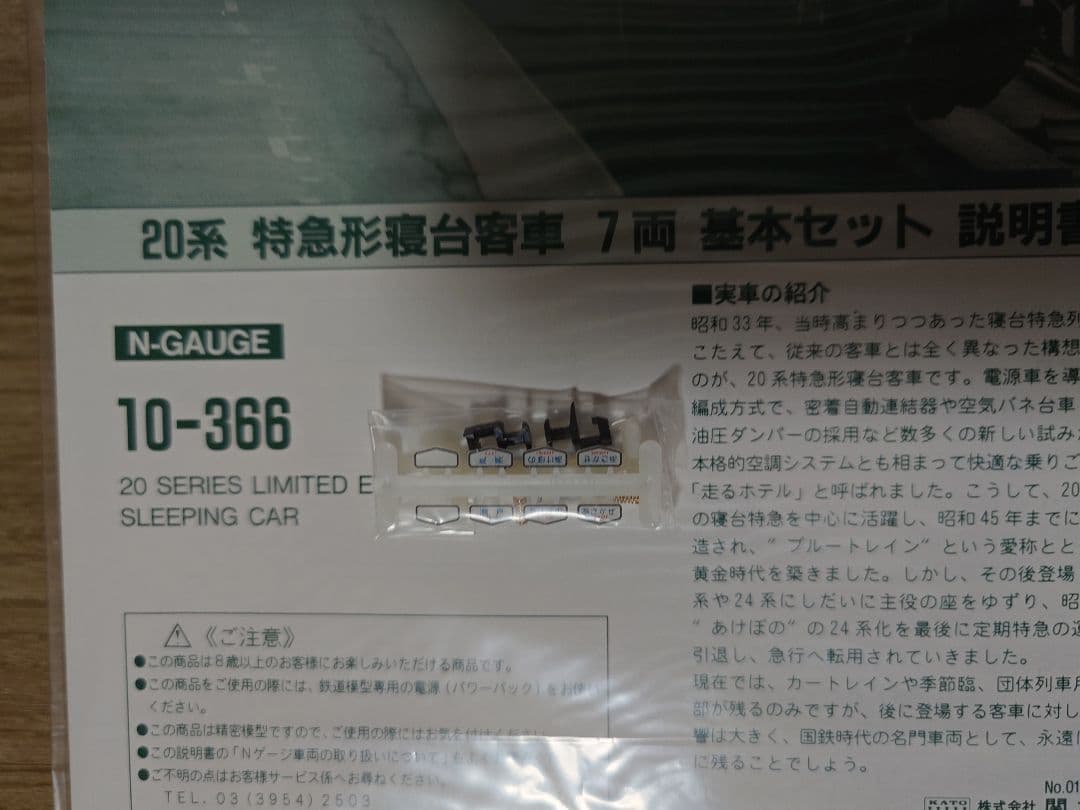 20系 特急形寝台客車 7両 基本セット 説明書
N-GAUGE
10-366
20 SERIES LIMITED E
SLEEPING CAR
あさかぜ
瀬戸
あさかぜ
■実車の紹介
昭和33年、当時高まりつつあった寝台特急列
こたえて、従来の客車とは全く異なった構想
のが、20系特急形寝台客車です。電源車を導
編成方式で、密着自動連結器や空気バネ台車
油圧ダンパーの採用など数多くの新しい試み
本格的空調システムとも相まって快適な乗りご
「走るホテル」と呼ばれました。こうして、20
の寝台特急を中心に活躍し、昭和45年までに
造され、"ブルートレイン"という愛称とと
黄金時代を築きました。しかし、その後登場
系や24系にしだいに主役の座をゆずり、昭
"あけぼの"の24系化を最後に定期特急の運
引退し、急行へ転用されていきました。
現在では、カートレインや季節臨、団体列車用
部が残るのみですが、後に登場する客車に対し
響は大きく、国鉄時代の名門車両として、永遠に
に残ることでしょう。
No.01
KATO 株式会社 関
《ご注意》
●この商品は8歳以上のお客様にお楽しみいただける商品です。
●この商品をご使用の際には、鉄道模型専用の電源(パワーパック)をお使い
ください。
●この商品は精密模型ですので、ご使用の際にはお気を付けください。
●この説明書の「Nゲージ車両の取り扱いについて」も
●ご不明の点はお客様サービス係へお尋ねください。
TEL. 03 (3954) 2503